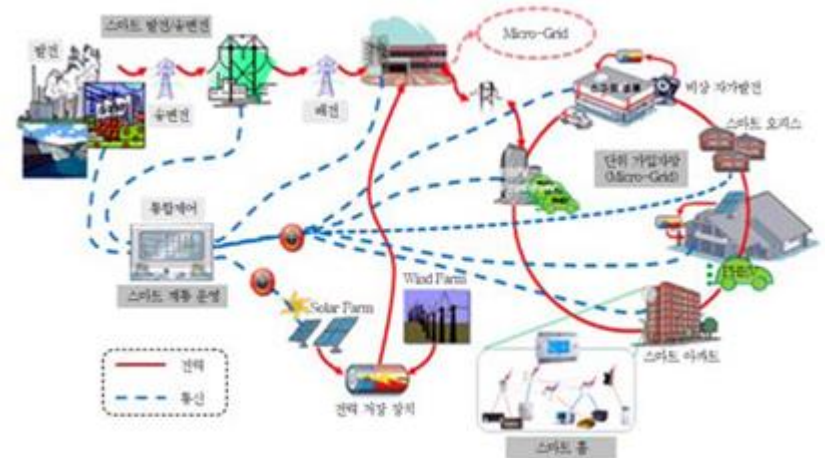 스마트 발전/송변전
발전
송변전
배전
Micro-Grid
비상 자가발전
스마트 오피스
단위 가입자망
(Micro-Grid)
통합제어
스마트 계통 운영
Solar Farm
Wind Farm
PHEV
스마트 아파트
전력 저장 장치
스마트 홈
전력
통신